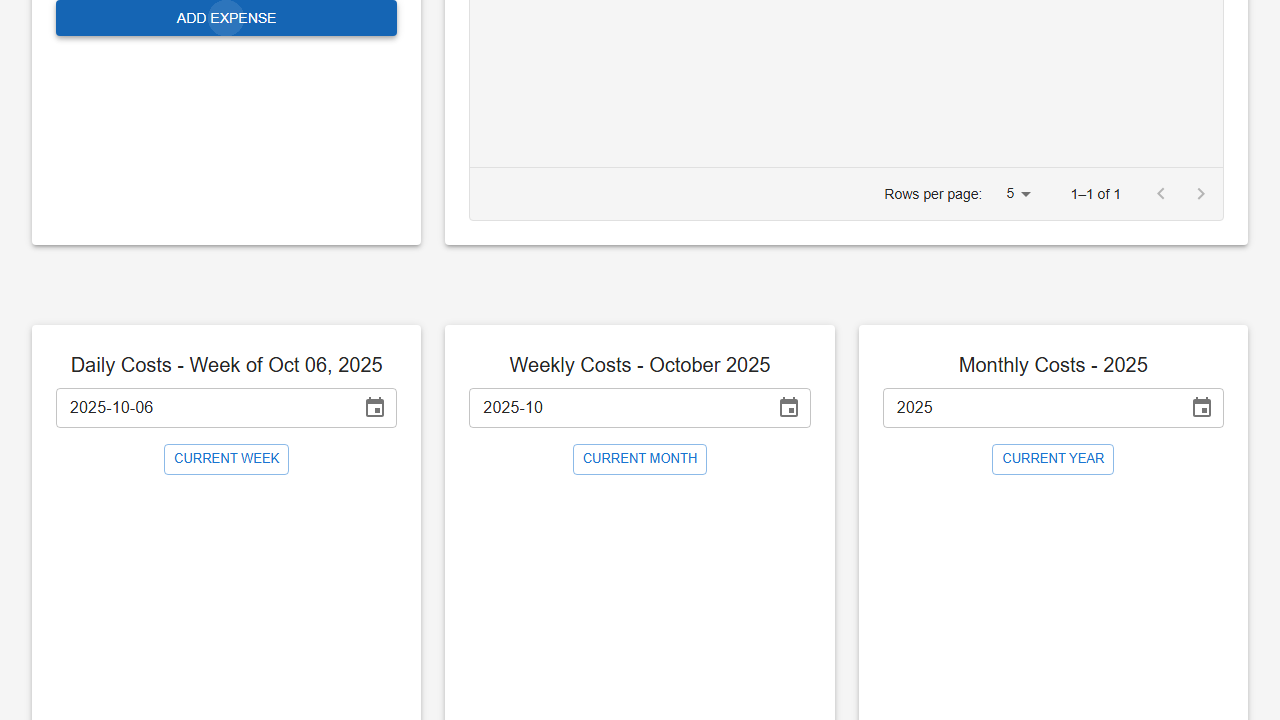 ADD EXPENSE
Rows per page: 5 1–1 of 1
Daily Costs - Week of Oct 06, 2025
2025-10-06
CURRENT WEEK
Weekly Costs - October 2025
2025-10
CURRENT MONTH
Monthly Costs - 2025
2025
CURRENT YEAR